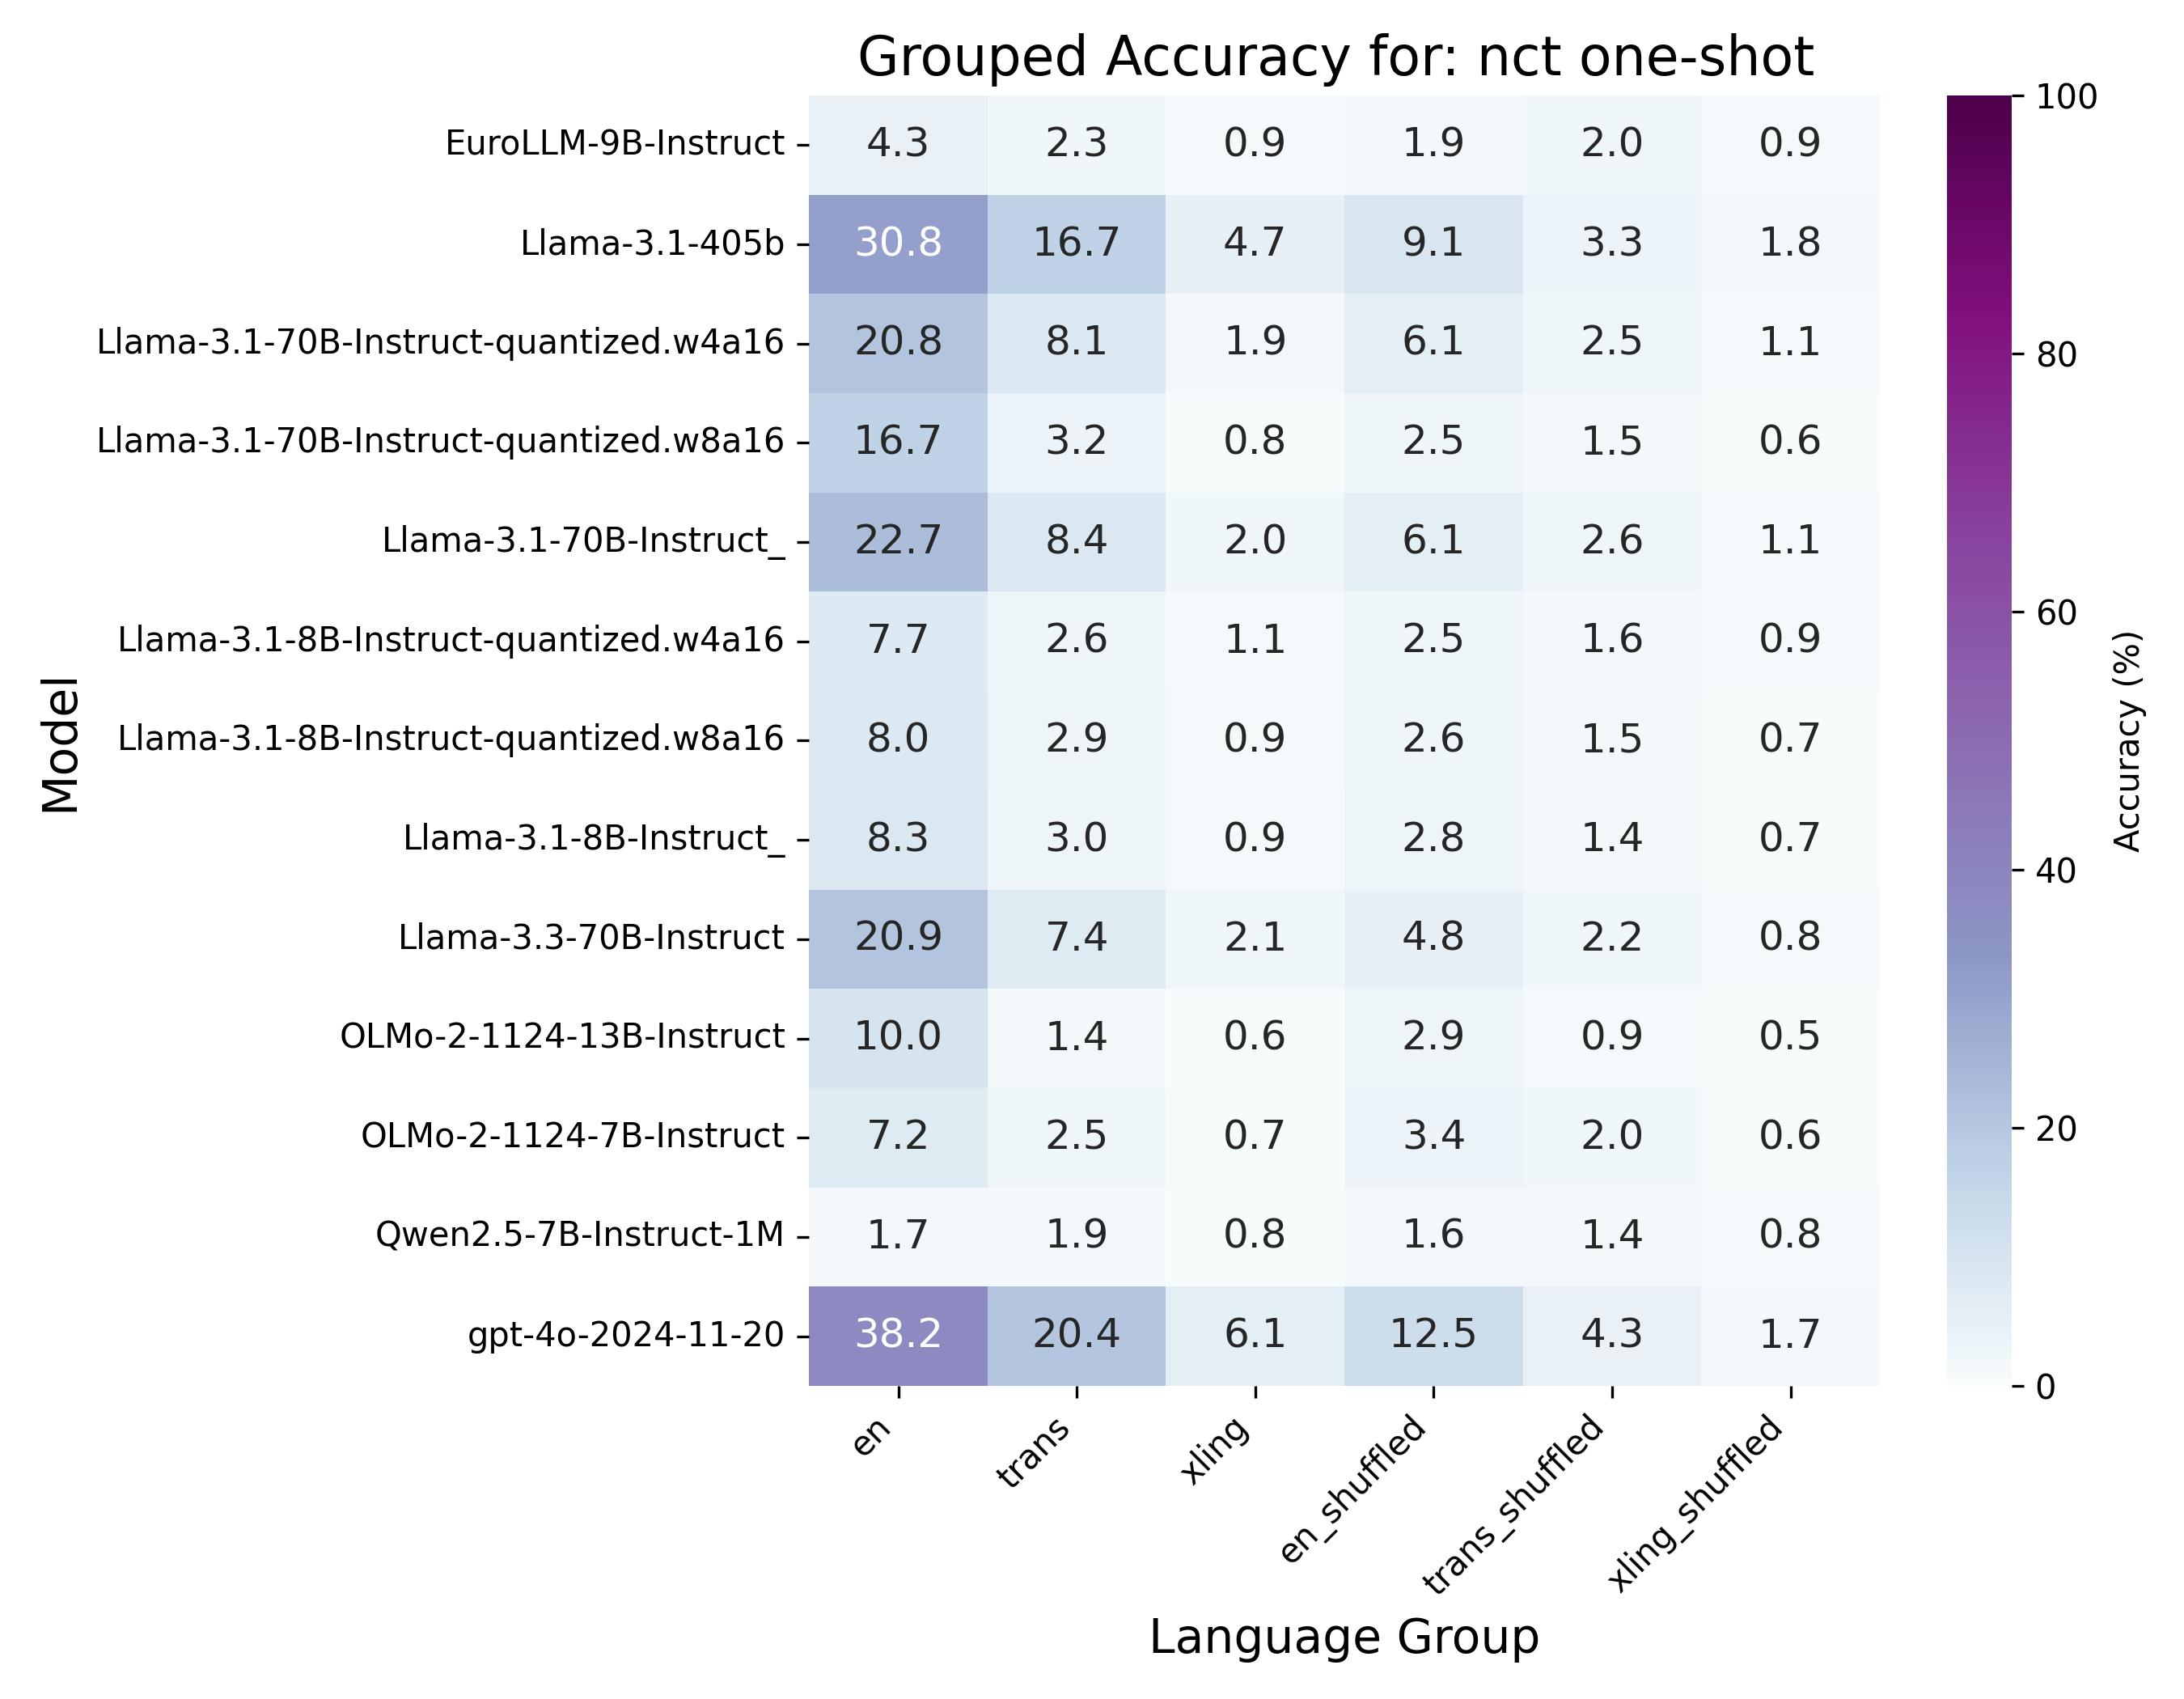 Grouped Accuracy for: nct one-shot
EuroLLM-9B-Instruct 4.3 2.3 0.9 1.9 2.0 0.9
Llama-3.1-405b 30.8 16.7 4.7 9.1 3.3 1.8
Llama-3.1-70B-Instruct-quantized.w4a16 20.8 8.1 1.9 6.1 2.5 1.1
Llama-3.1-70B-Instruct-quantized.w8a16 16.7 3.2 0.8 2.5 1.5 0.6
Llama-3.1-70B-Instruct_ 22.7 8.4 2.0 6.1 2.6 1.1
Llama-3.1-8B-Instruct-quantized.w4a16 7.7 2.6 1.1 2.5 1.6 0.9
Llama-3.1-8B-Instruct-quantized.w8a16 8.0 2.9 0.9 2.6 1.5 0.7
Llama-3.1-8B-Instruct_ 8.3 3.0 0.9 2.8 1.4 0.7
Llama-3.3-70B-Instruct 20.9 7.4 2.1 4.8 2.2 0.8
OLMo-2-1124-13B-Instruct 10.0 1.4 0.6 2.9 0.9 0.5
OLMo-2-1124-7B-Instruct 7.2 2.5 0.7 3.4 2.0 0.6
Qwen2.5-7B-Instruct-1M 1.7 1.9 0.8 1.6 1.4 0.8
gpt-4o-2024-11-20 38.2 20.4 6.1 12.5 4.3 1.7
en trans xling en_shuffled trans_shuffled xling_shuffled
Language Group
Model
100
80
60
40
20
0
Accuracy (%)